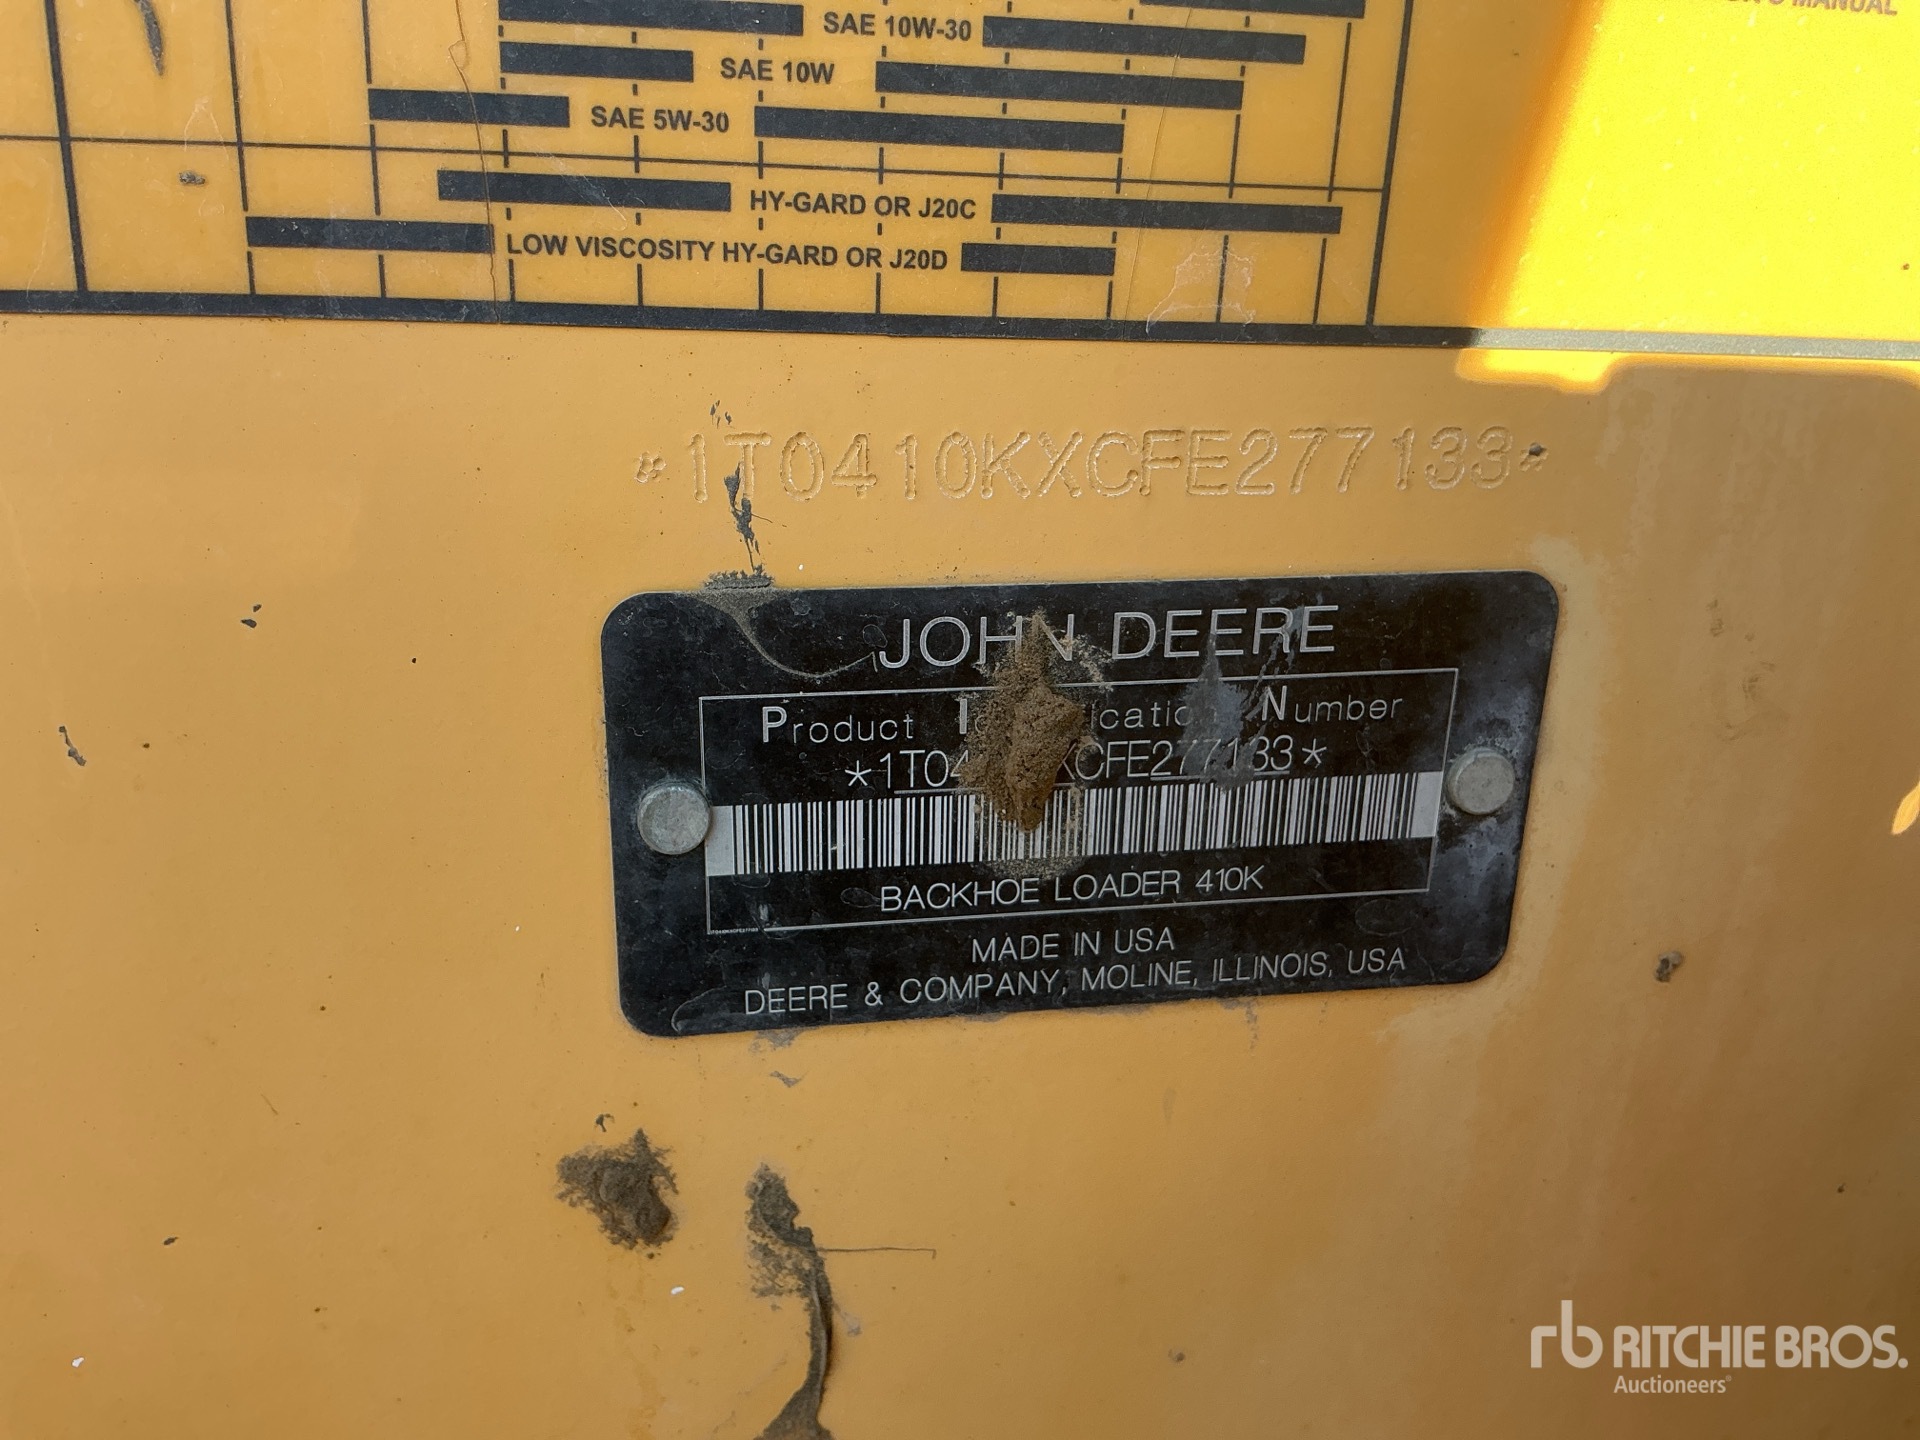 R'S MANUAL
SAE 10W-30
SAE 10W
SAE 5W-30
HY-GARD OR J20C
LOW VISCOSITY HY-GARD OR J20D
*1T0410KXCFE277133*
JOHN DEERE
Product Number
*1T04 XCFE277133*
BACKHOE LOADER 410K
MADE IN USA
DEERE & COMPANY, MOLINE, ILLINOIS, USA
rb RITCHIE BROS.
Auctioneers